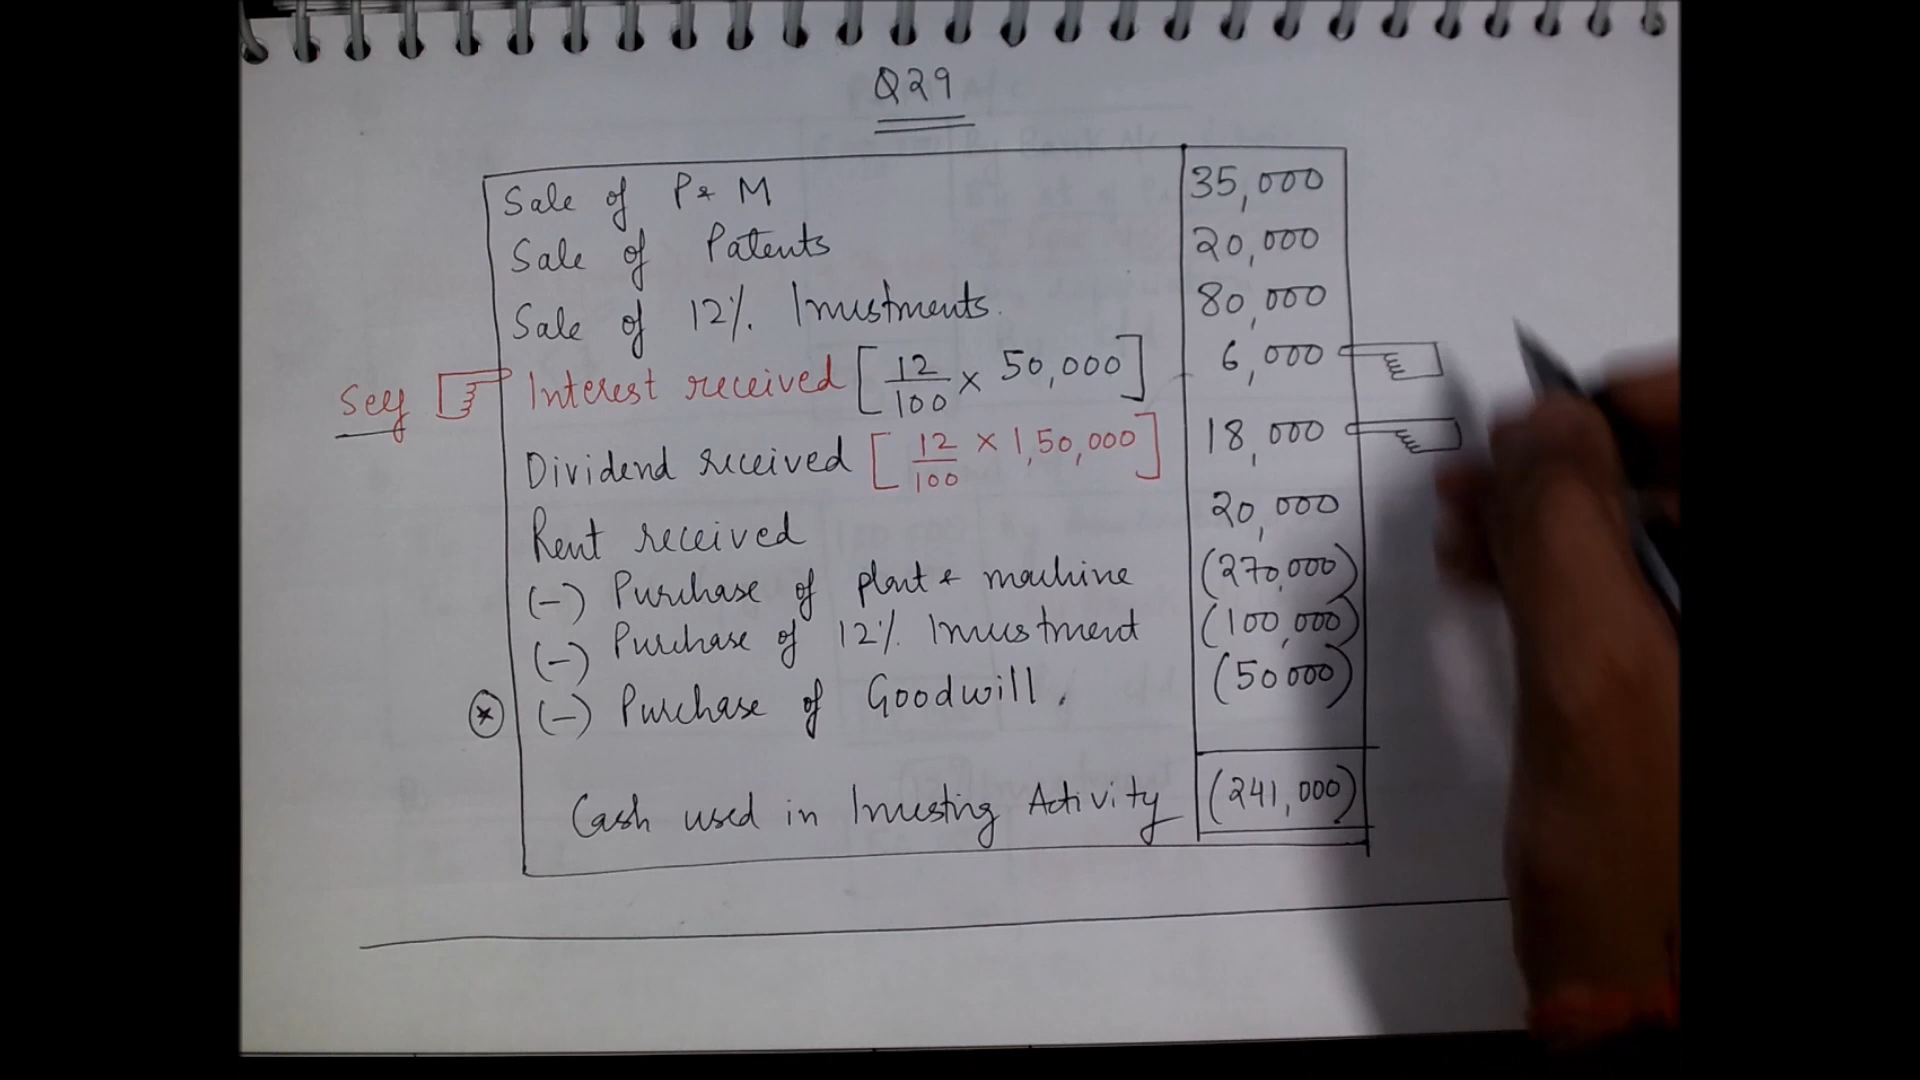 Q29
Sale of P & M 35,000
Sale of Patents 20,000
Sale of 12% Investments. 80,000
Self Interest received [12/100 × 50,000] 6,000
Dividend received [12/100 × 1,50,000] 18,000
Rent received 20,000
(-) Purchase of plant & machine (270,000)
(-) Purchase of 12% Investment (100,000)
* (-) Purchase of Goodwill. (50000)
Cash used in Investing Activity (241,000)